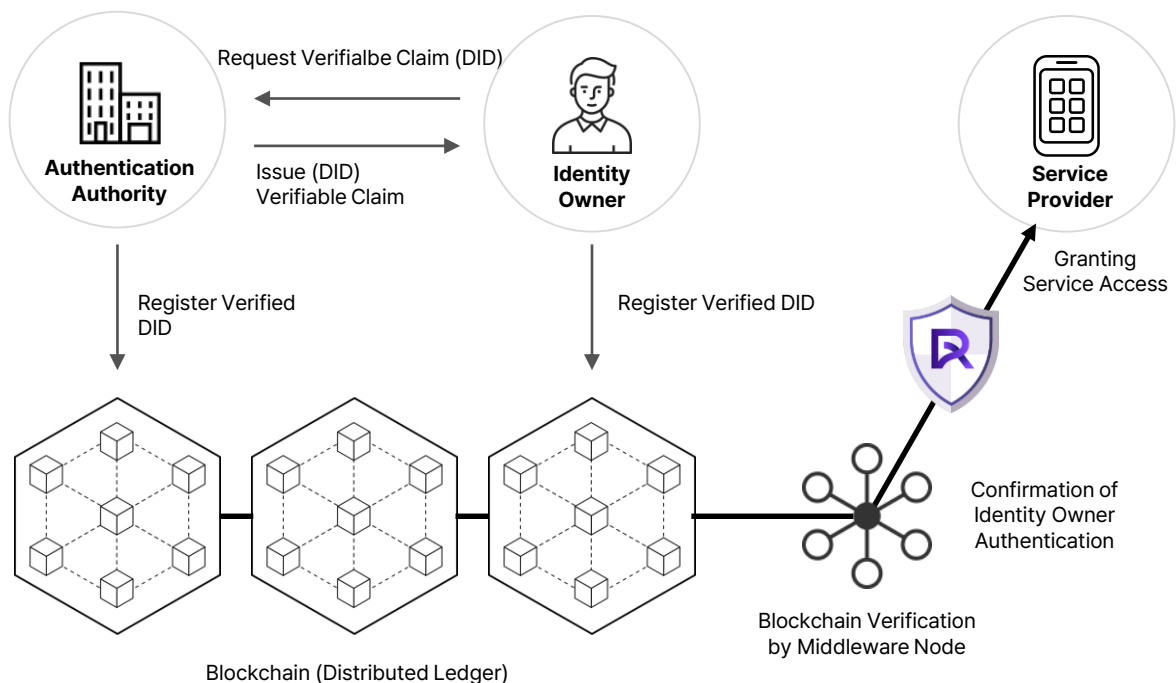 Request Verifialbe Claim (DID)
Authentication
Authority
Issue (DID)
Verifiable Claim
Identity
Owner
Service
Provider
Register Verified
DID
Register Verified DID
Granting
Service Access
R
Confirmation of
Identity Owner
Authentication
Blockchain Verification
by Middleware Node
Blockchain (Distributed Ledger)